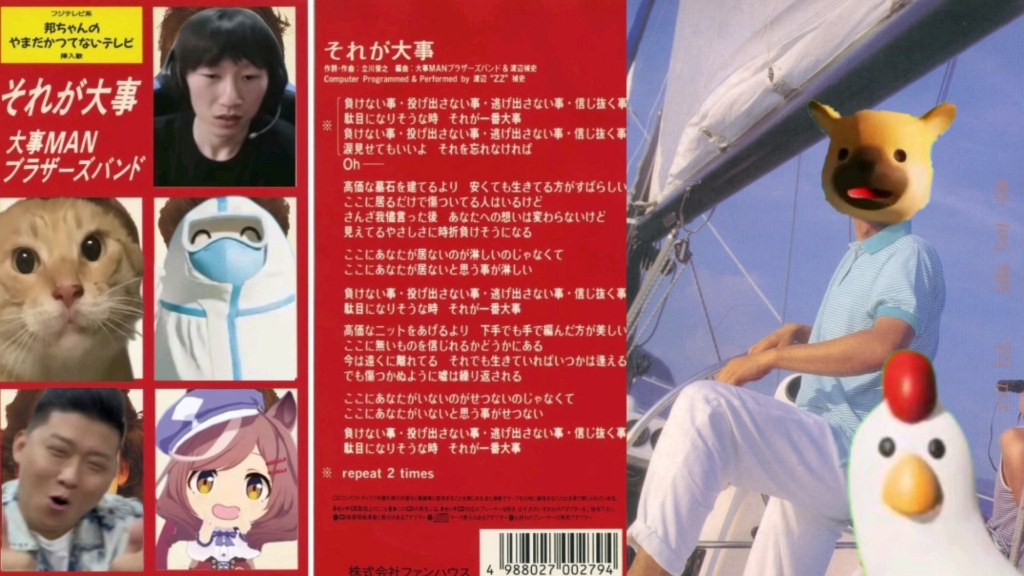 フジテレビ系
邦ちゃんの
やまだかつてないテレビ
挿入歌
それが大事
大事MAN
ブラザーズバンド
それが大事
作詞・作曲：立川俊之　編曲：大事MANブラザーズバンド＆渡辺禎史
Computer Programmed & Performed by 渡辺 "ZZ" 禎史
※
負けない事・投げ出さない事・逃げ出さない事・信じ抜く事
駄目になりそうな時　それが一番大事
負けない事・投げ出さない事・逃げ出さない事・信じ抜く事
涙見せてもいいよ　それを忘れなければ
Oh——
高価な墓石を建てるより　安くても生きてる方がすばらしい
ここに居るだけで傷ついてる人はいるけど
さんざ我儘言った後　あなたへの想いは変わらないけど
見えてるやさしさに時折負けそうになる
ここにあなたが居ないのが淋しいのじゃなくて
ここにあなたが居ないと思う事が淋しい
負けない事・投げ出さない事・逃げ出さない事・信じ抜く事
駄目になりそうな時　それが一番大事
高価なニットをあげるより　下手でも手で編んだ方が美しい
ここに無いものを信じれるかどうかにある
今は遠くに離れてる　それでも生きていればいつかは逢える
でも傷つかぬように嘘は繰り返される
ここにあなたがいないのがせつないのじゃなくて
ここにあなたがいないと思う事がせつない
負けない事・投げ出さない事・逃げ出さない事・信じ抜く事
駄目になりそうな時　それが一番大事
※ repeat 2 times
株式会社ファンハウス
4 988027 002794